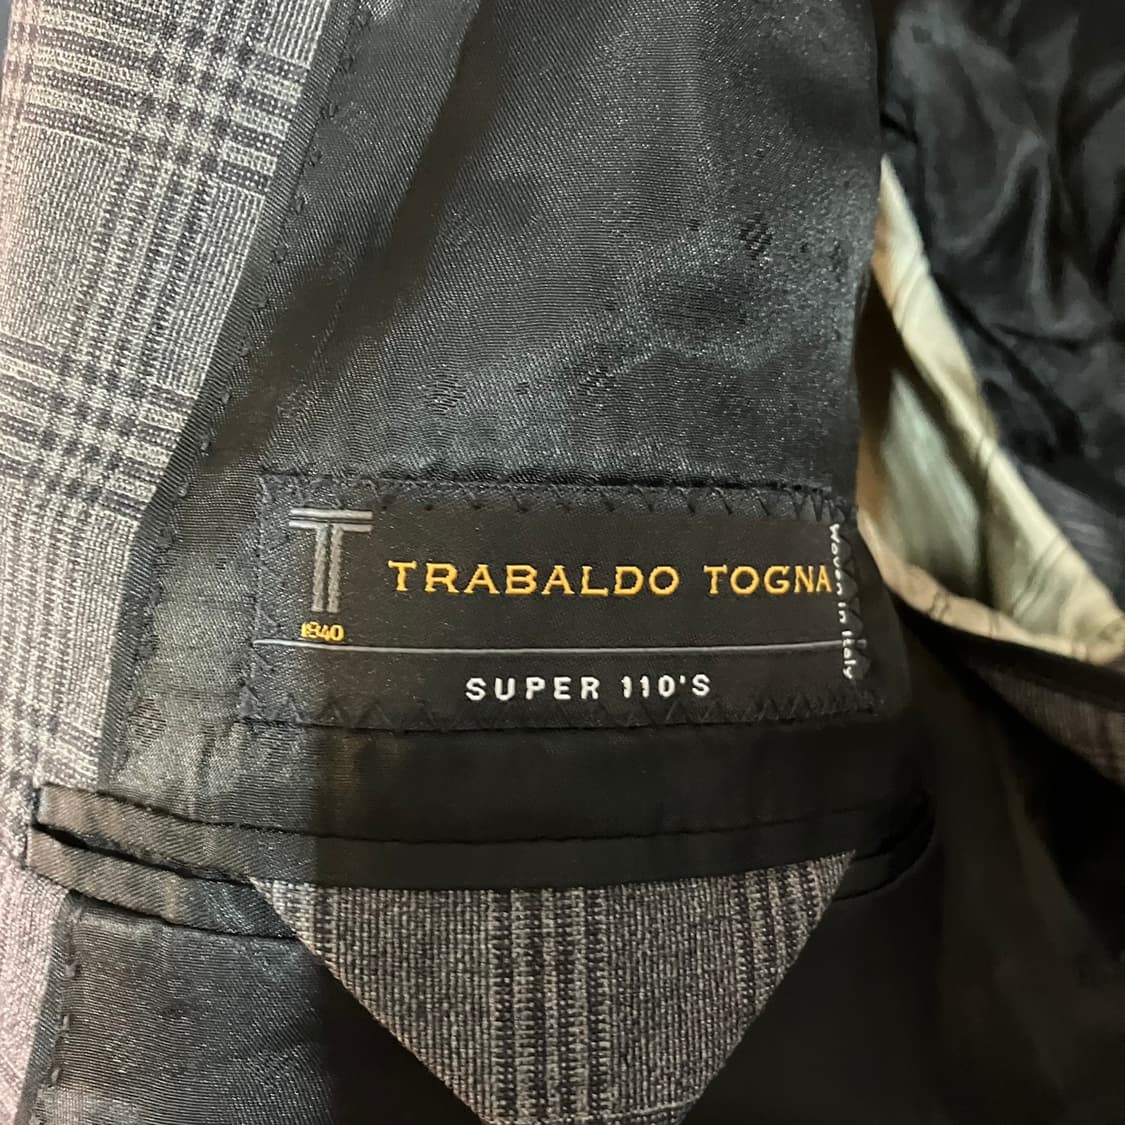 T
TRABALDO TOGNA
1840
SUPER 110'S
Woven in Italy